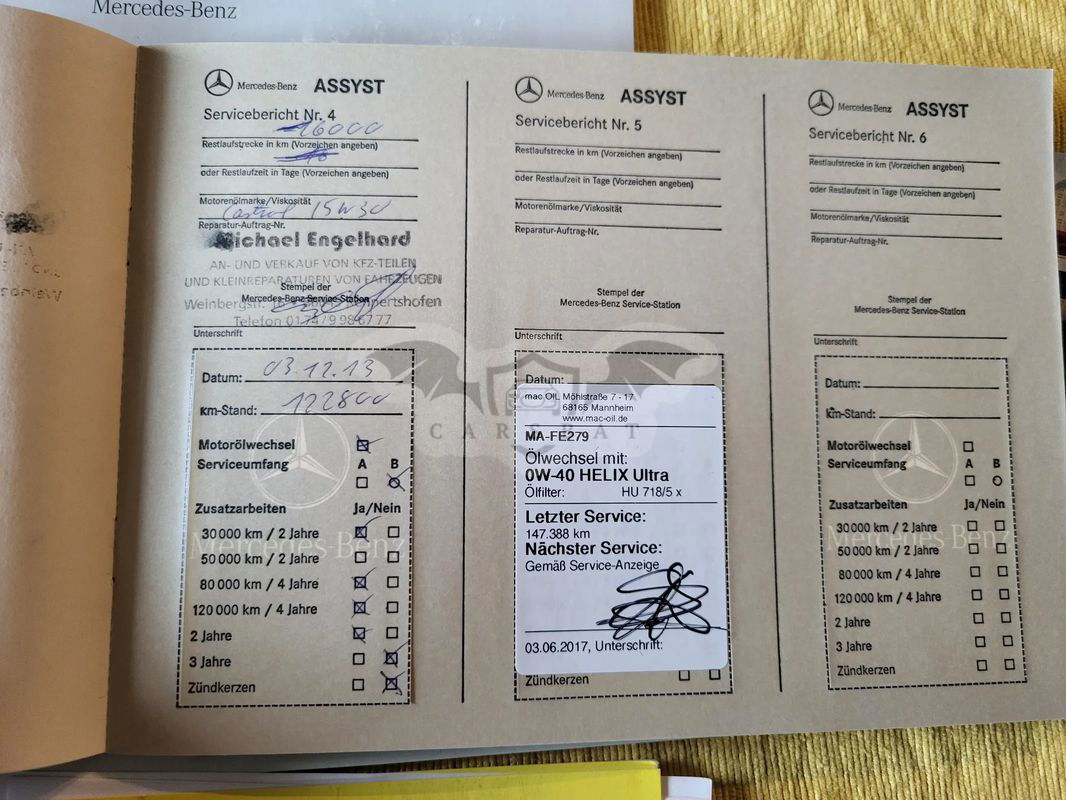 Mercedes-Benz
Mercedes-Benz ASSYST
Servicebericht Nr. 4
16000
Restlaufstrecke in km (Vorzeichen angeben)
oder Restlaufzeit in Tage (Vorzeichen angeben)
Motorenölmarke/Viskosität
Castrol 15W30
Reparatur-Auftrag-Nr.
Michael Engelhard
AN- UND VERKAUF VON KFZ-TEILEN
UND KLEINREPARATUREN VON FAHRZEUGEN
Stempel der
Mercedes-Benz Service-Station
Weinbergstr.
Telefon
Unterschrift
Datum: 03.12.13
km-Stand: 122800
Motorölwechsel
Serviceumfang A B
Zusatzarbeiten Ja/Nein
30 000 km / 2 Jahre
50 000 km / 2 Jahre
80 000 km / 4 Jahre
120 000 km / 4 Jahre
2 Jahre
3 Jahre
Zündkerzen
Mercedes-Benz
Mercedes-Benz ASSYST
Servicebericht Nr. 5
Restlaufstrecke in km (Vorzeichen angeben)
oder Restlaufzeit in Tage (Vorzeichen angeben)
Motorenölmarke/Viskosität
Reparatur-Auftrag-Nr.
Stempel der
Mercedes-Benz Service-Station
Unterschrift
Datum:
mac OIL Möhlstraße 7 - 17
68165 Mannheim
www.mac-oil.de
MA-FE279
Ölwechsel mit:
0W-40 HELIX Ultra
Ölfilter: HU 718/5 x
Letzter Service:
147.388 km
Nächster Service:
Gemäß Service-Anzeige
03.06.2017, Unterschrift:
Zündkerzen
CARSBAT
Mercedes-Benz ASSYST
Servicebericht Nr. 6
Restlaufstrecke in km (Vorzeichen angeben)
oder Restlaufzeit in Tage (Vorzeichen angeben)
Motorenölmarke/Viskosität
Reparatur-Auftrag-Nr.
Stempel der
Mercedes-Benz Service-Station
Unterschrift
Datum:
km-Stand:
Motorölwechsel
Serviceumfang A B
Zusatzarbeiten Ja/Nein
30 000 km / 2 Jahre
50 000 km / 2 Jahre
80 000 km / 4 Jahre
120 000 km / 4 Jahre
2 Jahre
3 Jahre
Zündkerzen
Mercedes-Benz